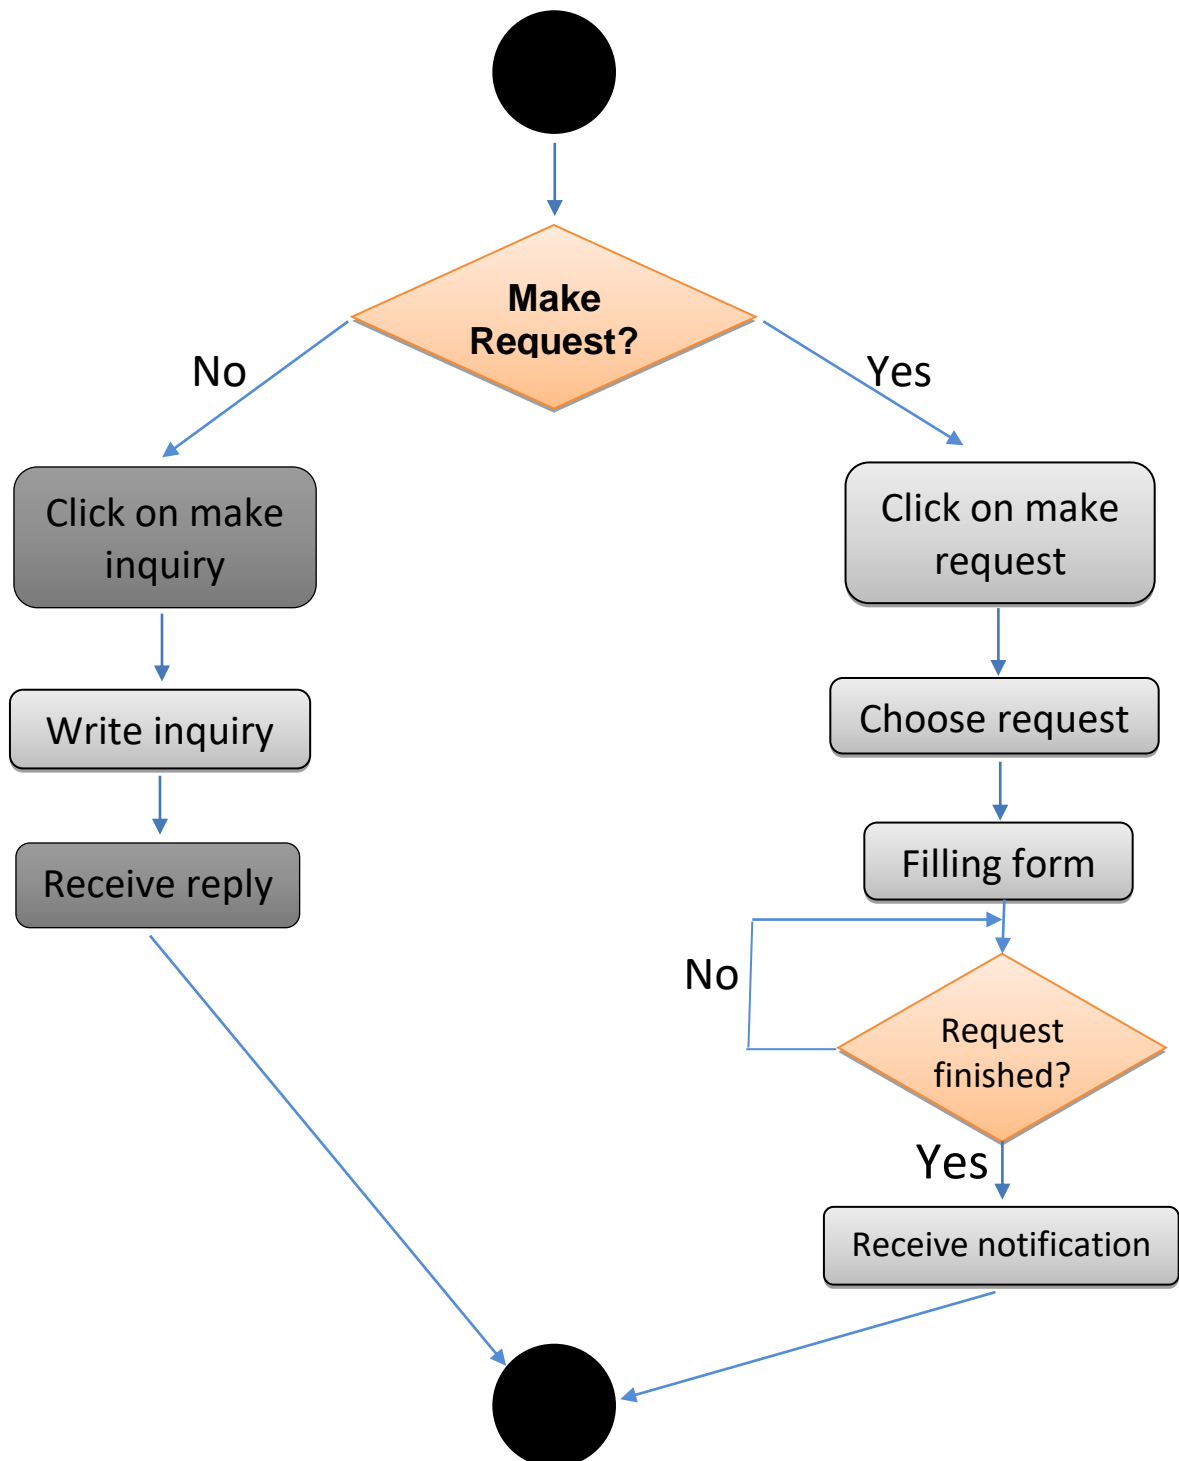 Make
Request?
No
Yes
Click on make
inquiry
Click on make
request
Write inquiry
Choose request
Receive reply
Filling form
No
Request
finished?
Yes
Receive notification